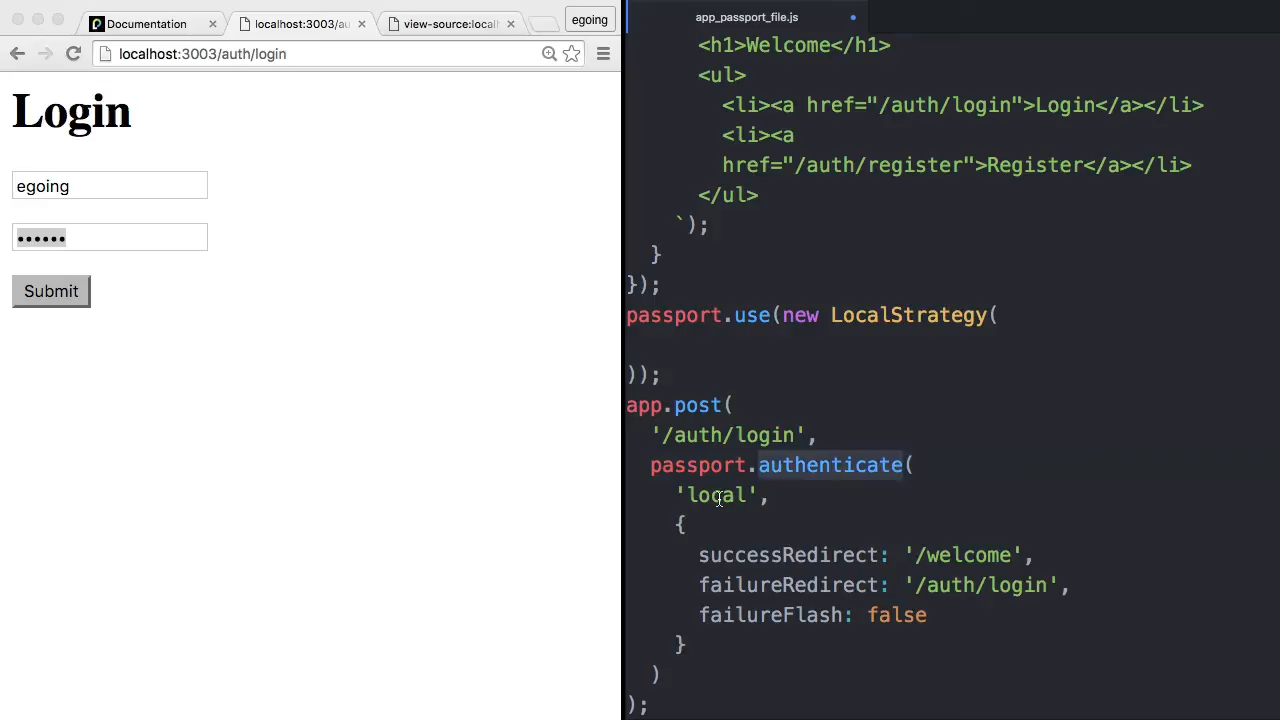 Documentation
localhost:3003/au
view-source:local
egoing
localhost:3003/auth/login
Login
egoing
••••••
Submit
app_passport_file.js
<h1>Welcome</h1>
<ul>
<li><a href="/auth/login">Login</a></li>
<li><a
href="/auth/register">Register</a></li>
</ul>
`);
}
});
passport.use(new LocalStrategy(
));
app.post(
'/auth/login',
passport.authenticate(
'local',
{
successRedirect: '/welcome',
failureRedirect: '/auth/login',
failureFlash: false
}
)
);